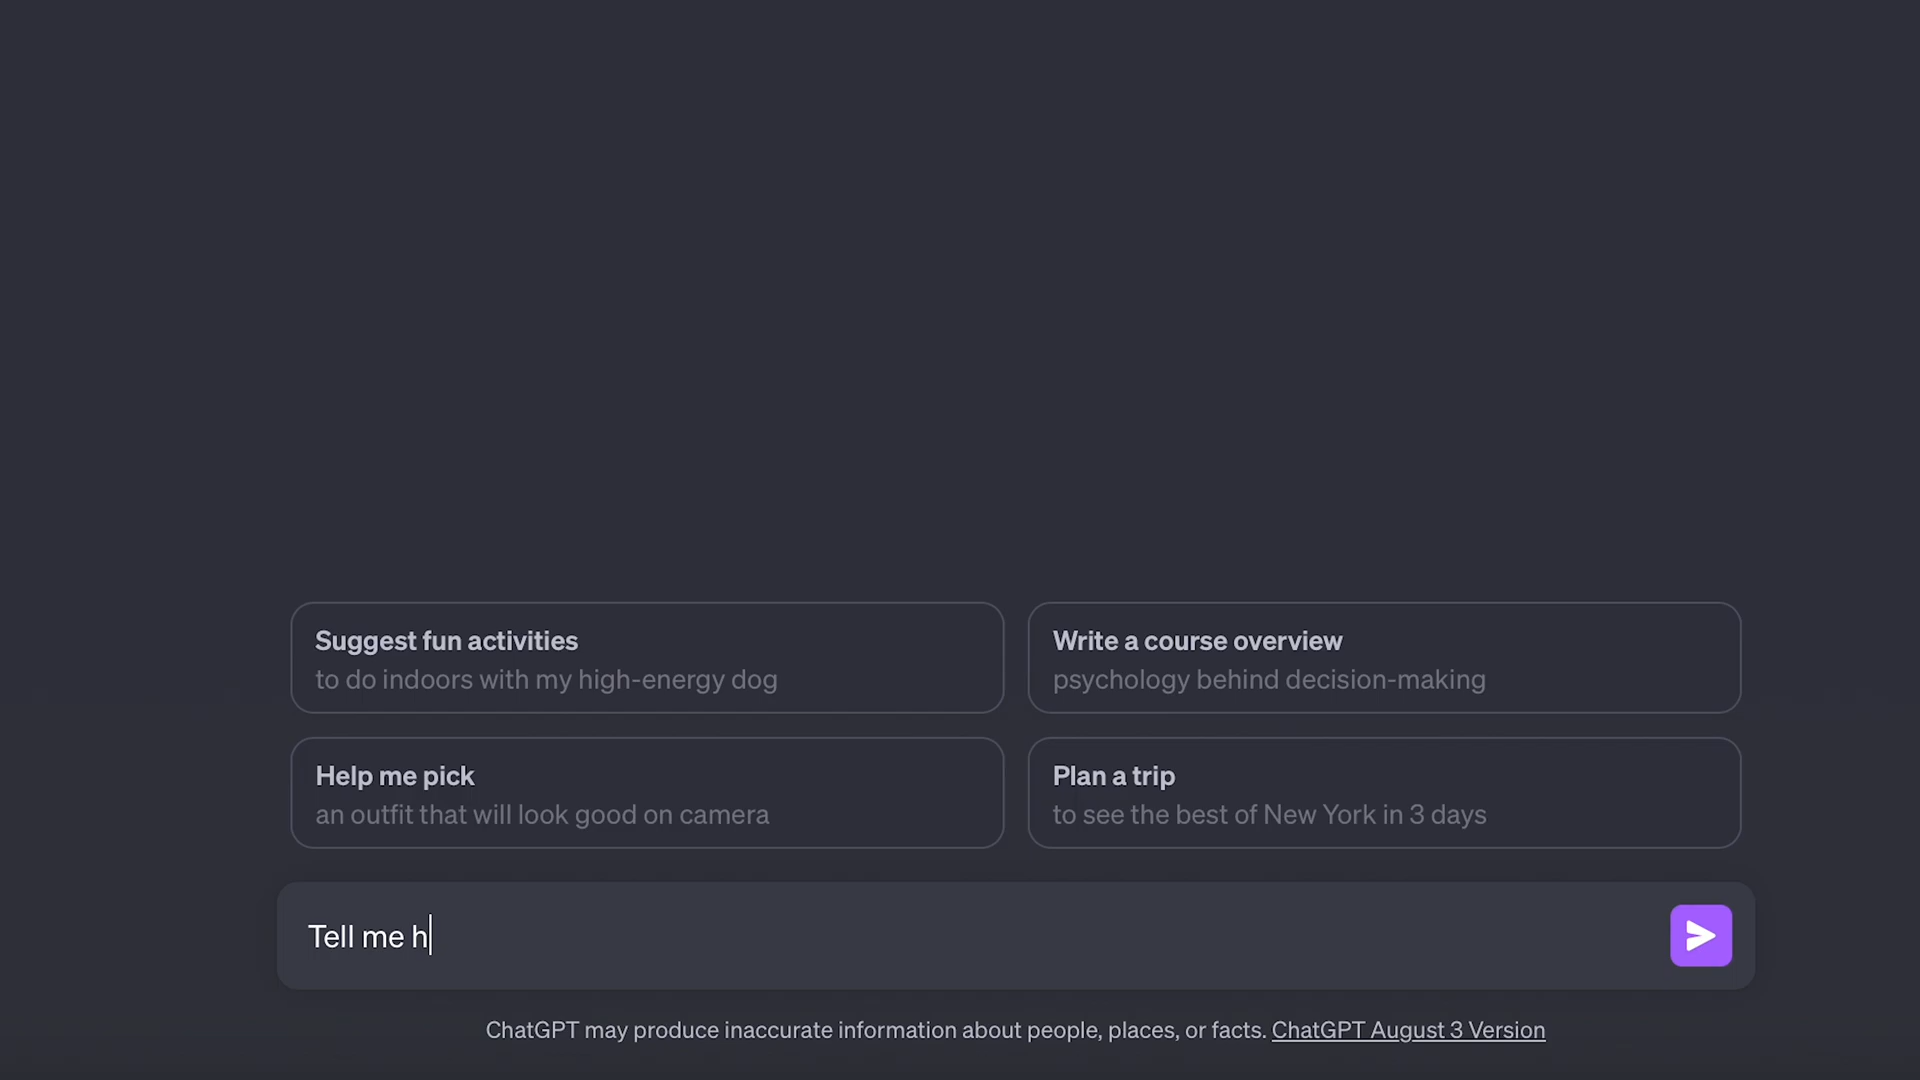 Suggest fun activities
to do indoors with my high-energy dog
Write a course overview
psychology behind decision-making
Help me pick
an outfit that will look good on camera
Plan a trip
to see the best of New York in 3 days
Tell me h
ChatGPT may produce inaccurate information about people, places, or facts. ChatGPT August 3 Version